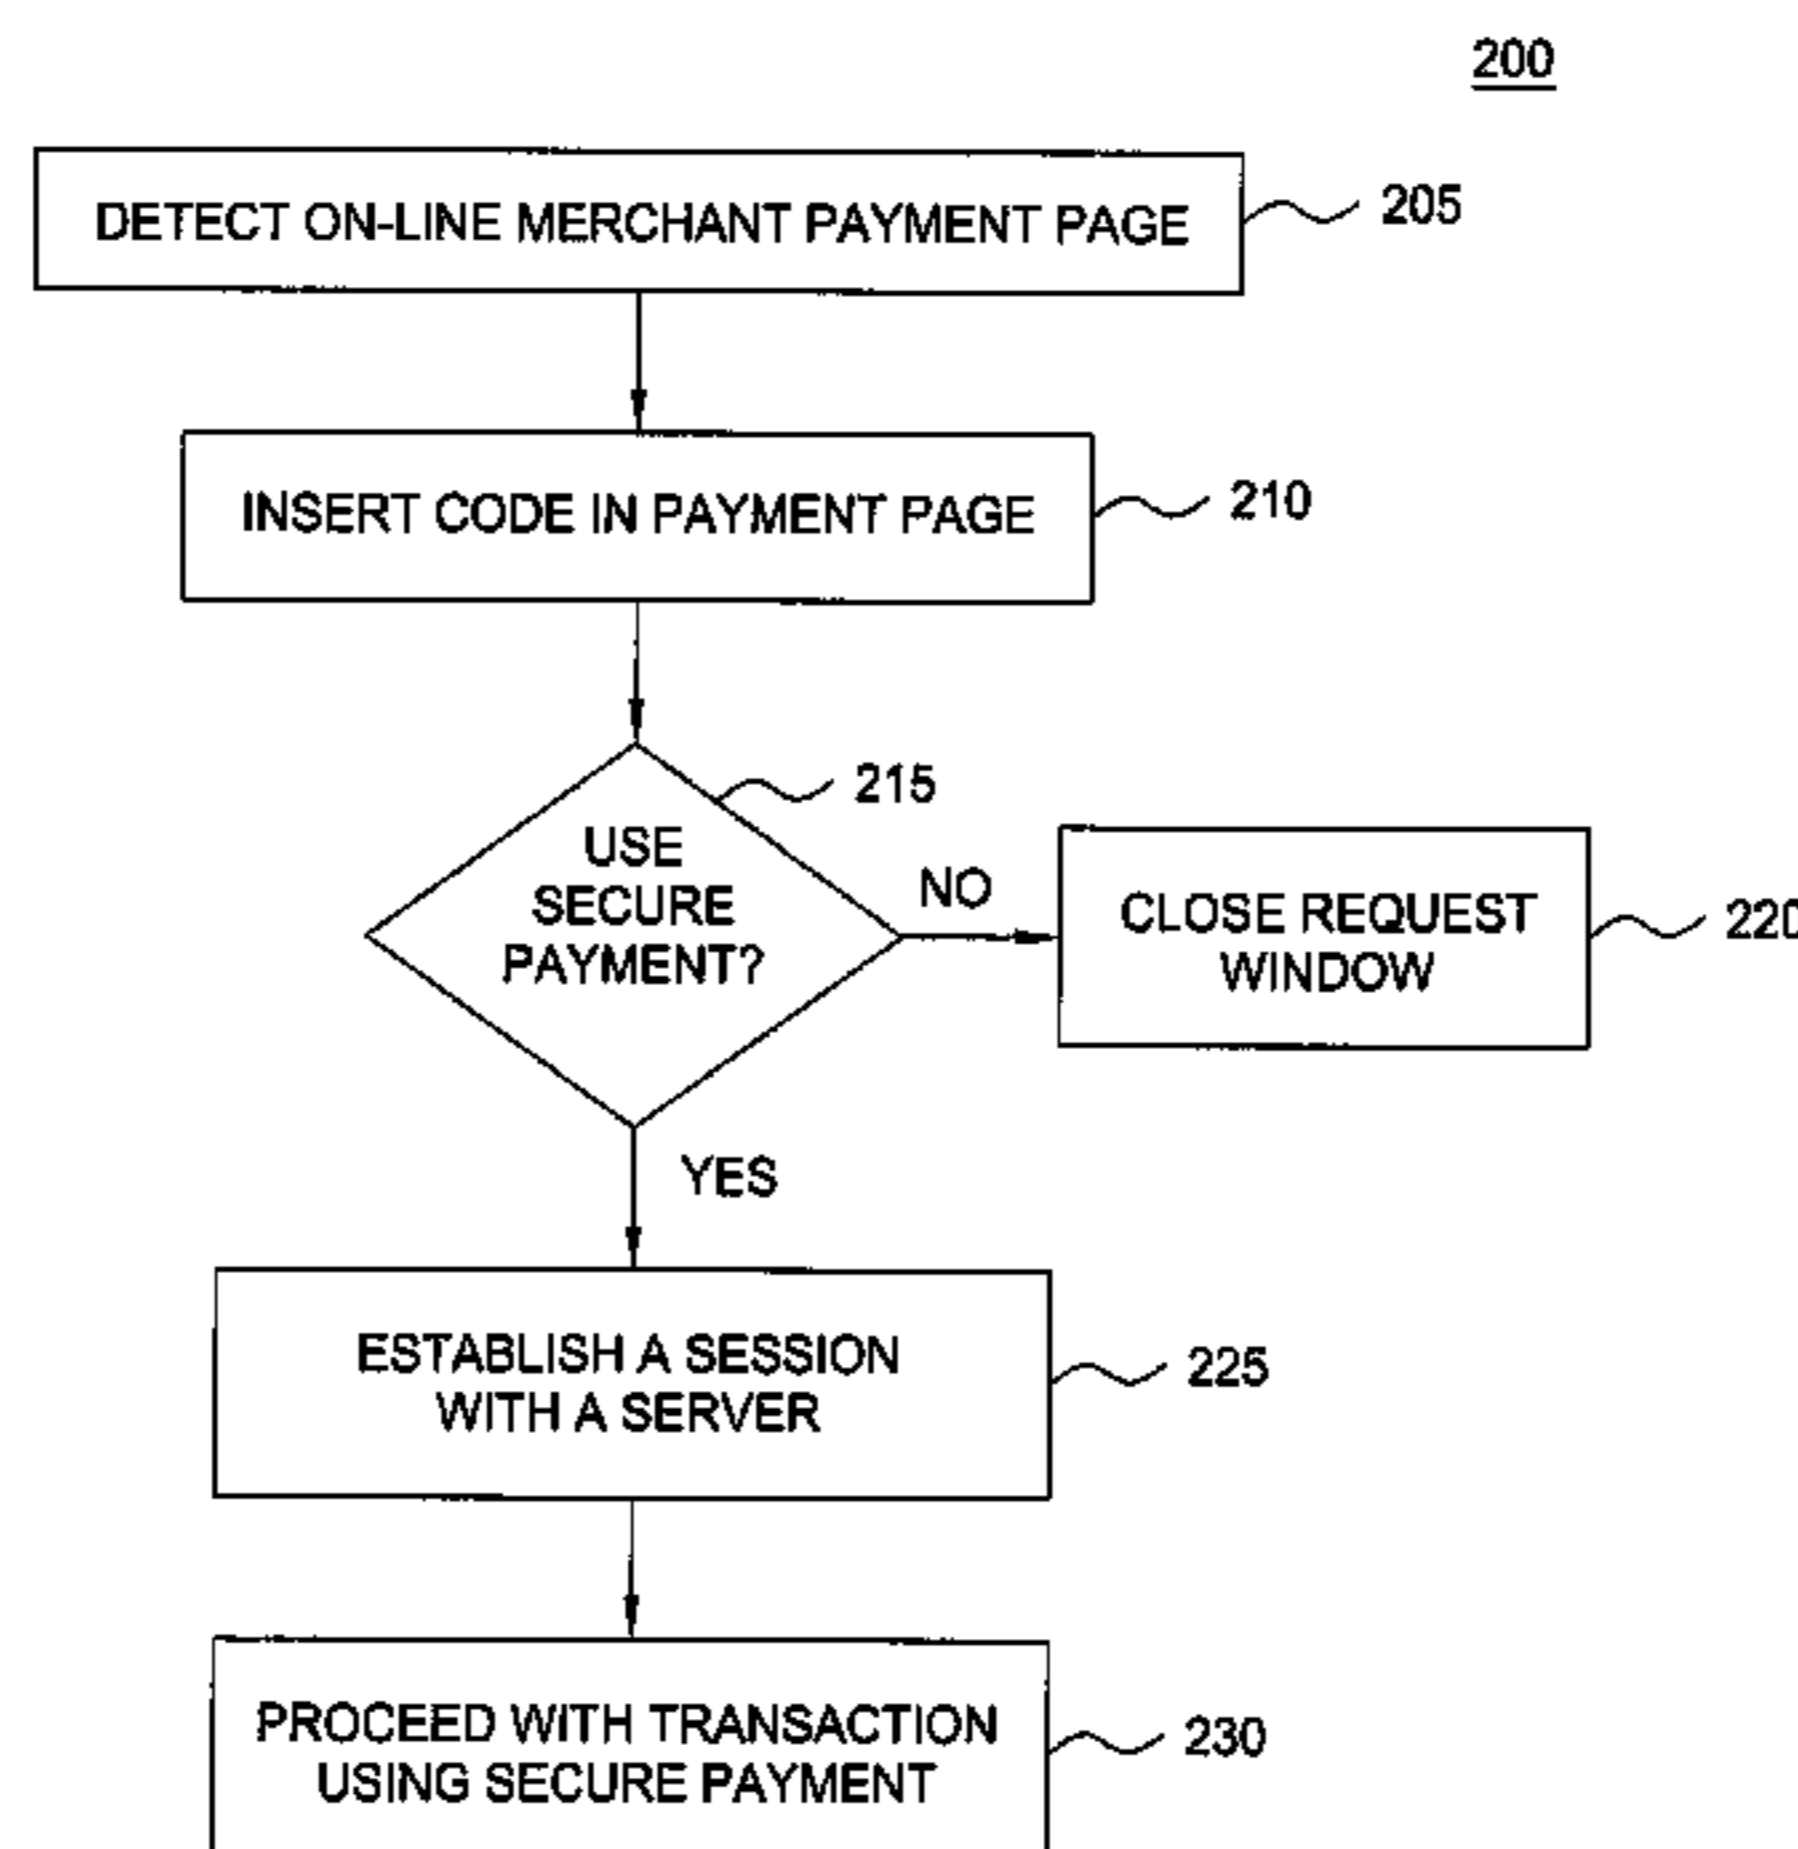 200
DETECT ON-LINE MERCHANT PAYMENT PAGE
205
INSERT CODE IN PAYMENT PAGE
210
215
USE
SECURE
PAYMENT?
NO
CLOSE REQUEST
WINDOW
220
YES
ESTABLISH A SESSION
WITH A SERVER
225
PROCEED WITH TRANSACTION
USING SECURE PAYMENT
230